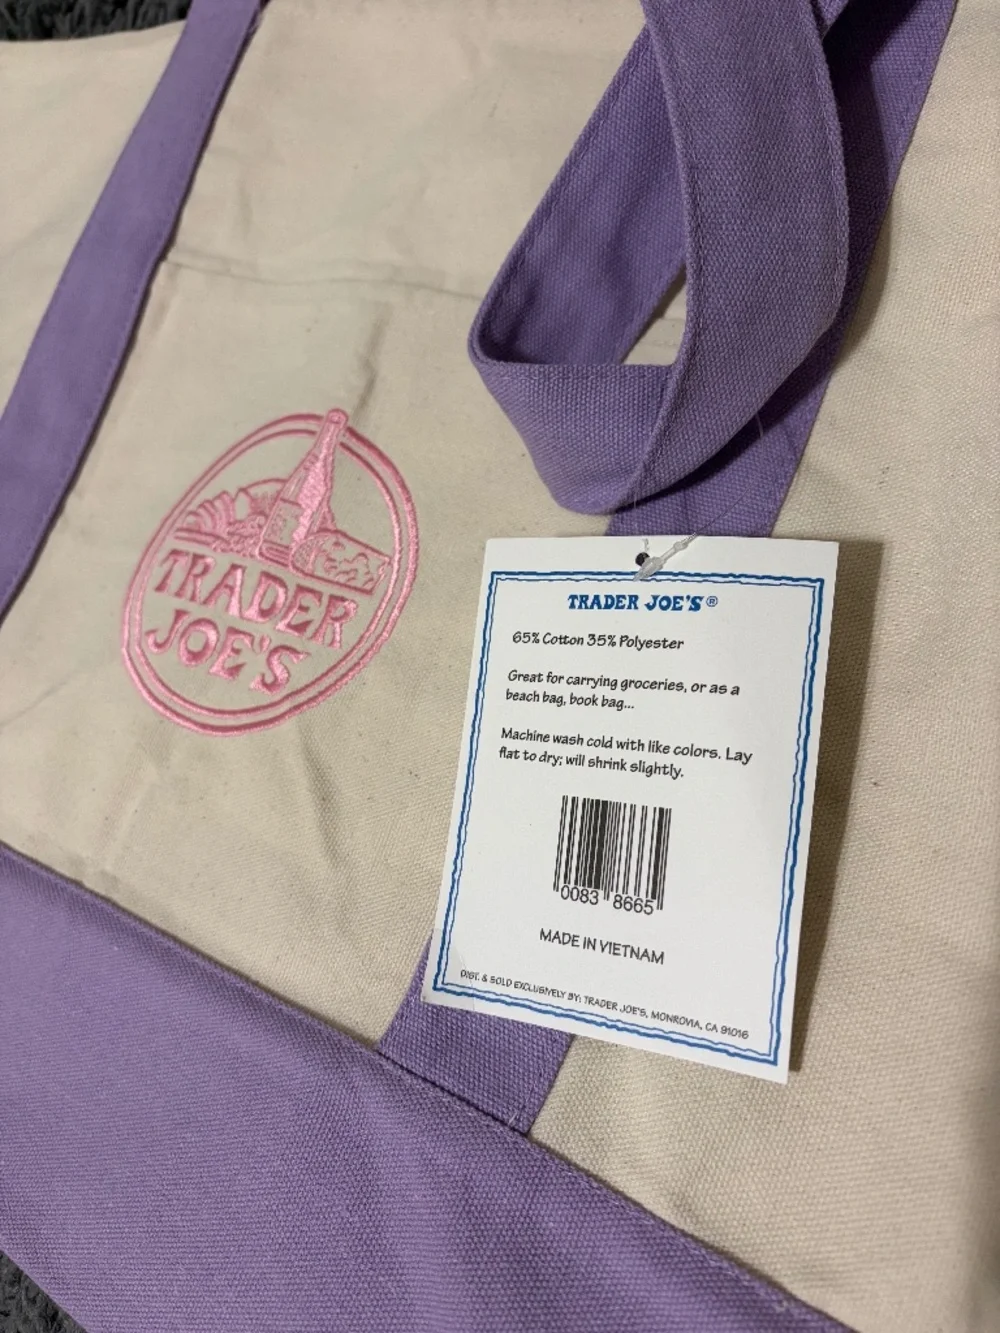 TRADER
JOE'S
TRADER JOE'S®
65% Cotton 35% Polyester
Great for carrying groceries, or as a
beach bag, book bag...
Machine wash cold with like colors. Lay
flat to dry; will shrink slightly.
0083 8665
MADE IN VIETNAM
DIST. & SOLD EXCLUSIVELY BY: TRADER JOE'S, MONROVIA, CA 91016